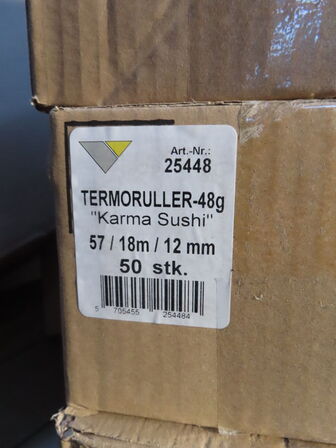 Art.-Nr.:
25448
TERMORULLER-48g
"Karma Sushi"
57 / 18m / 12 mm
50 stk.
5 705455 254484